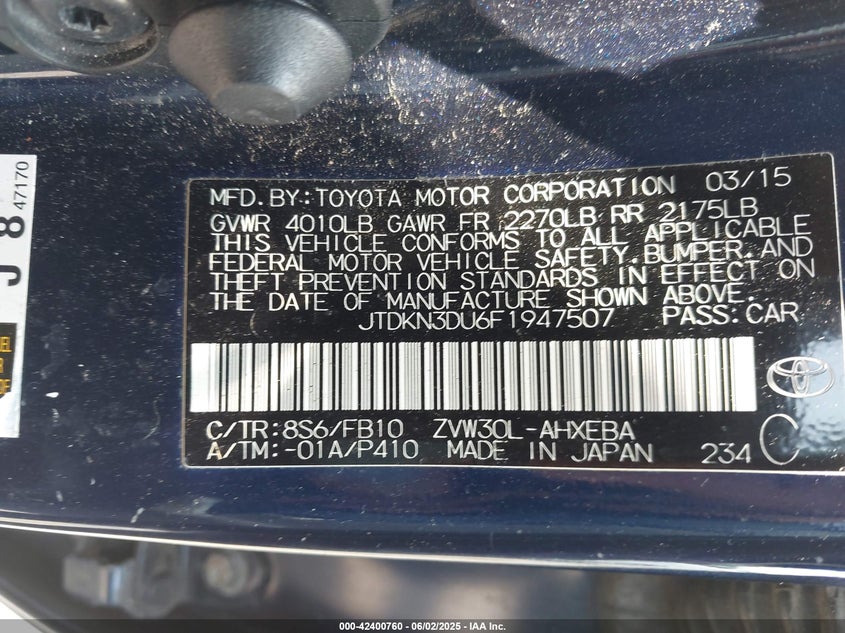 47170
8
J
MFD.BY:TOYOTA MOTOR CORPORATION 03/15
GVWR 4010LB GAWR FR 2270LB RR 2175LB
THIS VEHICLE CONFORMS TO ALL APPLICABLE
FEDERAL MOTOR VEHICLE SAFETY,BUMPER,AND
THEFT PREVENTION STANDARDS IN EFFECT ON
THE DATE OF MANUFACTURE SHOWN ABOVE.
JTDKN3DU6F1947507 PASS.CAR
C/TR:8S6/FB10 ZVW30L-AHXEBA
A/TM:-01A/P410 MADE IN JAPAN 234 C
000-42400760 - 06/02/2025 - IAA Inc.